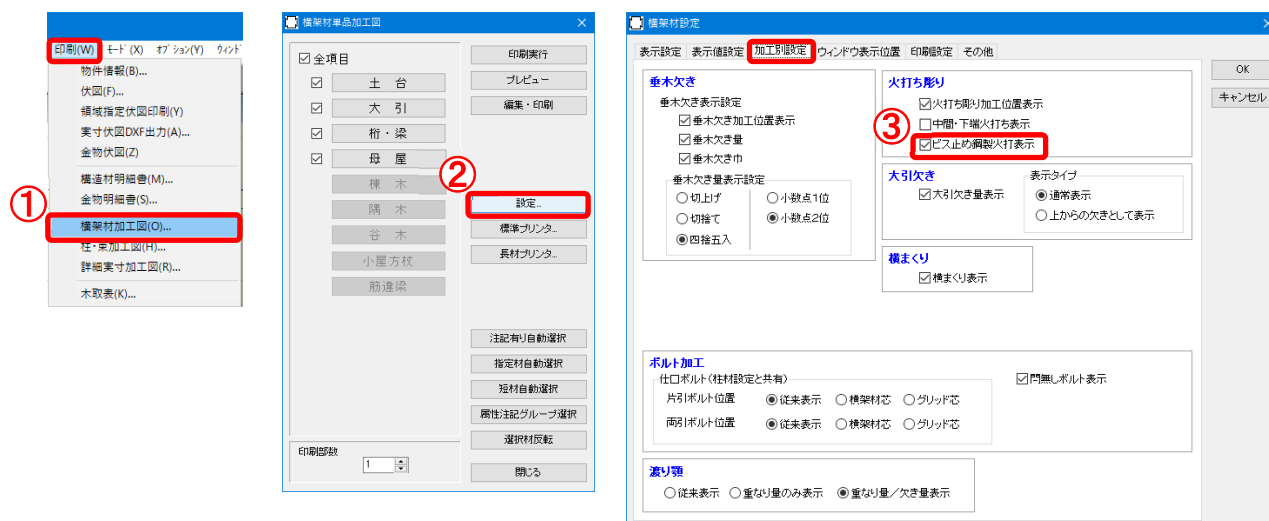 印刷(W) モード(X) オプション(Y) ウィンド
物件情報(B)...
伏図(F)...
領域指定伏図印刷(Y)
実寸伏図DXF出力(A)...
金物伏図(Z)
構造材明細書(M)...
金物明細書(S)...
①
横架材加工図(O)...
柱・束加工図(H)...
詳細実寸加工図(R)...
木取表(K)...
横架材単品加工図
全項目
土 台
大 引
桁・梁
母 屋
棟 木
隅 木
谷 木
小屋方杖
筋違梁
印刷部数
1
印刷実行
プレビュー
編集・印刷
②
設定...
標準プリンタ...
長材プリンタ...
注記有り自動選択
指定材自動選択
短材自動選択
属性注記グループ選択
選択材反転
閉じる
横架材設定
表示設定 表示値設定 加工別設定 ウィンドウ表示位置 印刷設定 その他
OK
キャンセル
垂木欠き
垂木欠き表示設定
垂木欠き加工位置表示
垂木欠き量
垂木欠き巾
垂木欠き量表示設定
切上げ 小数点1位
切捨て 小数点2位
四捨五入
火打ち彫り
火打ち彫り加工位置表示
③
中間・下端火打ち表示
ビス止め鋼製火打表示
大引欠き
大引欠き量表示
表示タイプ
通常表示
上からの欠きとして表示
横まくり
横まくり表示
ボルト加工
仕口ボルト(柱材設定と共有)
片引ボルト位置 従来表示 横架材芯 グリッド芯
両引ボルト位置 従来表示 横架材芯 グリッド芯
間無しボルト表示
渡り顎
従来表示 重なり量のみ表示 重なり量/欠き量表示